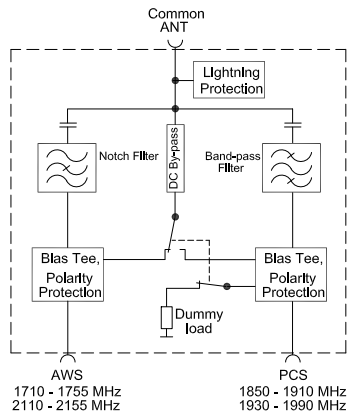 Common
ANT
Lightning
Protection
Notch Filter
DC By-pass
Band-pass
Filter
Bias Tee,
Polarity
Protection
Bias Tee,
Polarity
Protection
Dummy
load
AWS
1710 - 1755 MHz
2110 - 2155 MHz
PCS
1850 - 1910 MHz
1930 - 1990 MHz